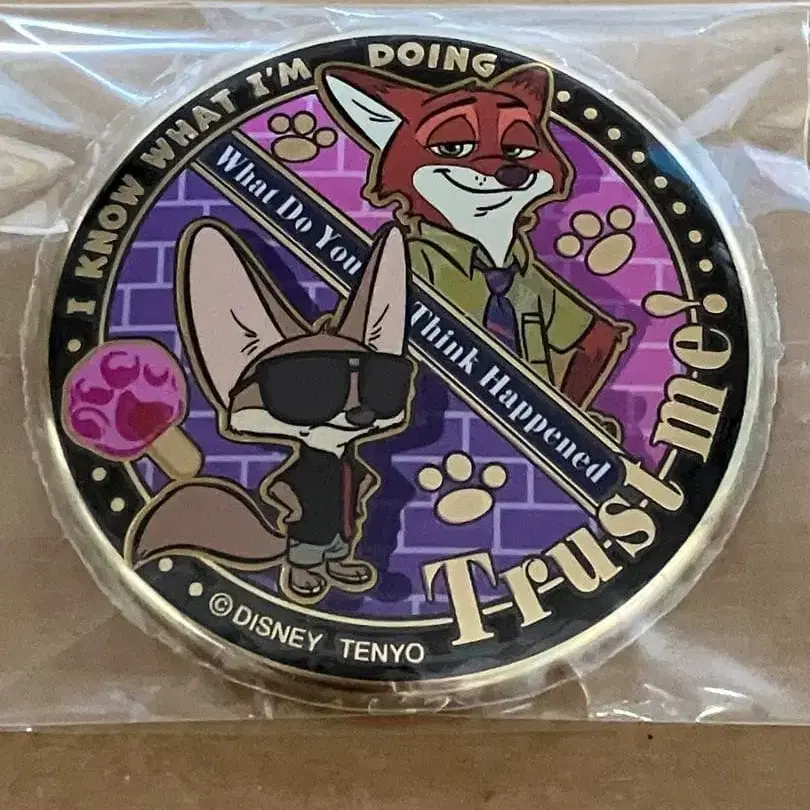 I KNOW WHAT I'M DOING
What Do You Think Happened
Trust me!
©DISNEY TENYO